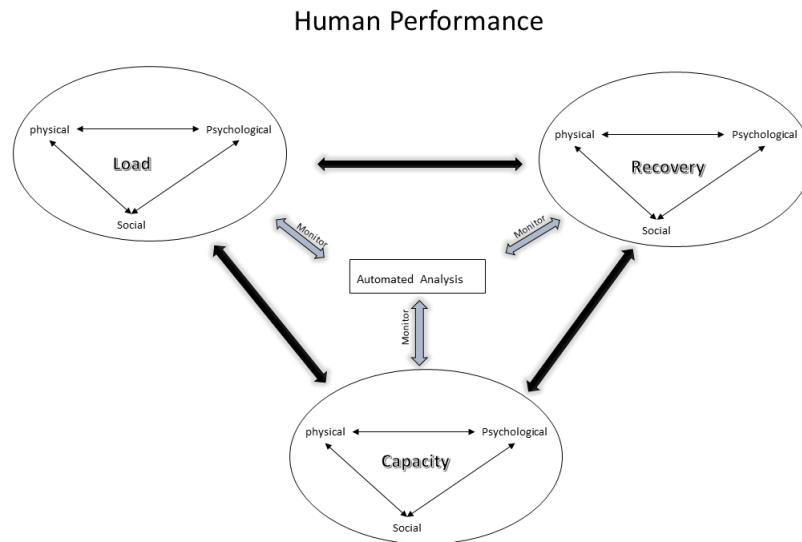 Human Performance
physical
Psychological
Load
Social
physical
Psychological
Recovery
Social
Monitor
Monitor
Automated Analysis
Monitor
physical
Psychological
Capacity
Social